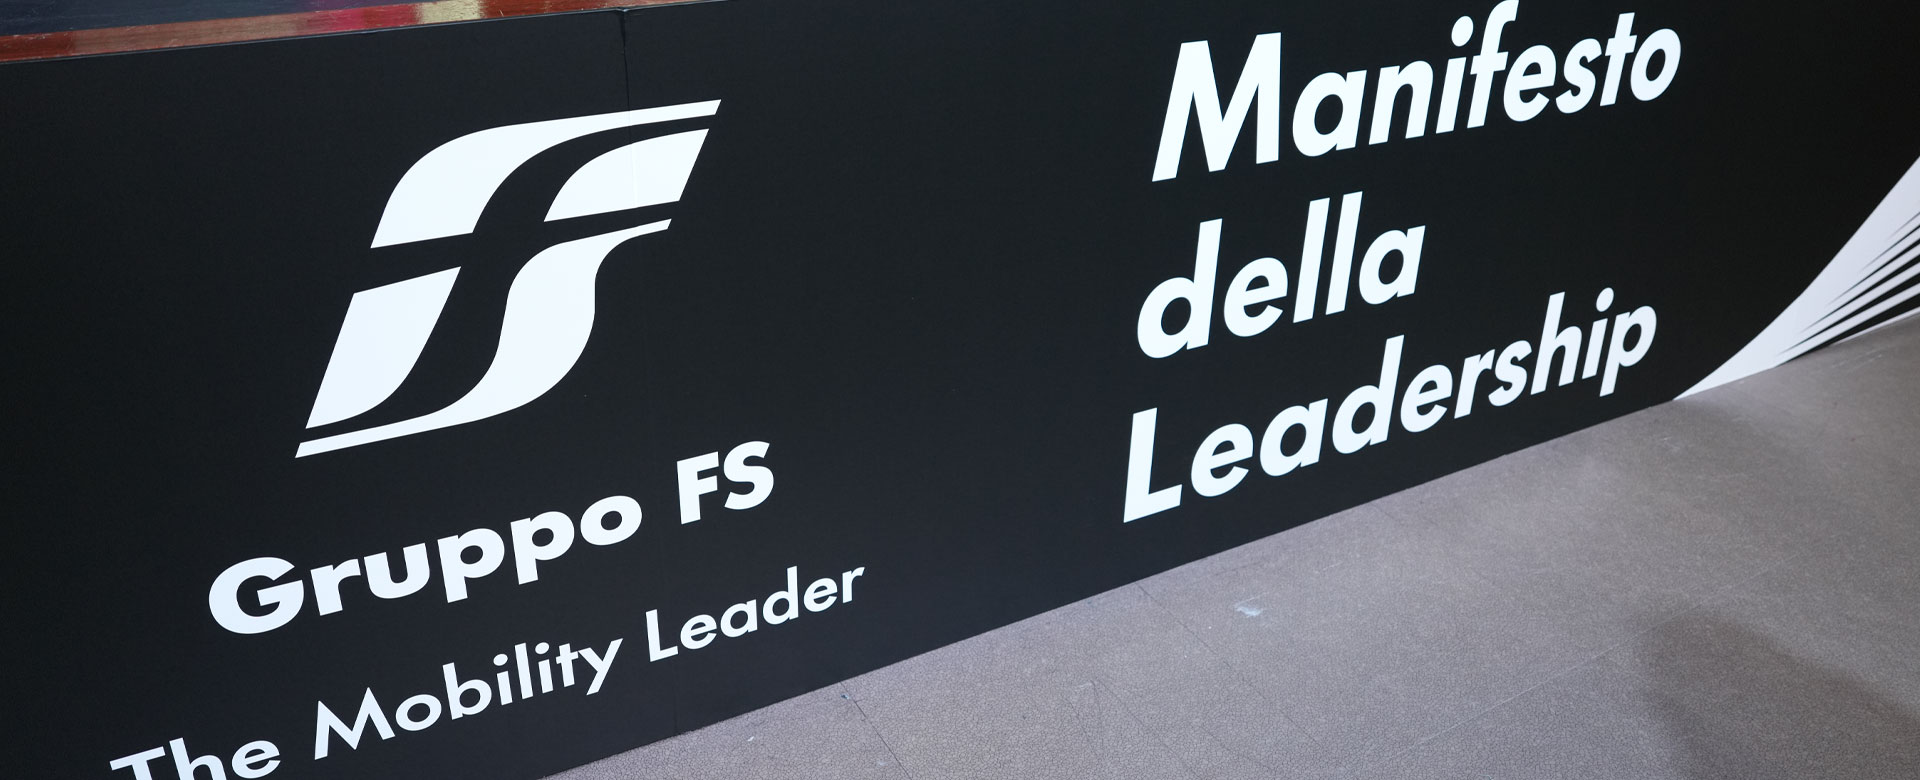 Gruppo FS
The Mobility Leader
Manifesto
della
Leadership